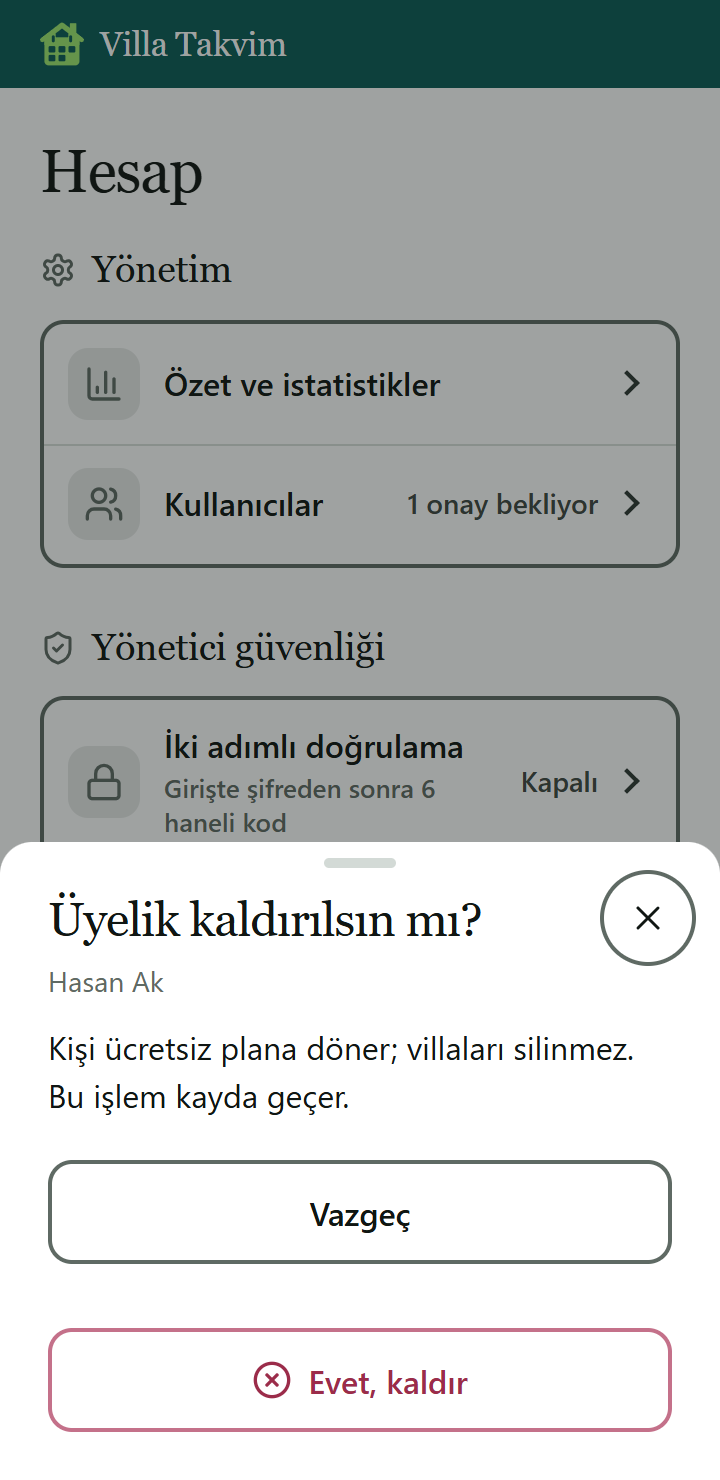 Villa Takvim
Hesap
Yönetim
Özet ve istatistikler
Kullanıcılar
1 onay bekliyor
Yönetici güvenliği
İki adımlı doğrulama
Girişte şifreden sonra 6
haneli kod
Kapalı
Üyelik kaldırılsın mı?
Hasan Ak
Kişi ücretsiz plana döner; villaları silinmez.
Bu işlem kayda geçer.
Vazgeç
Evet, kaldır